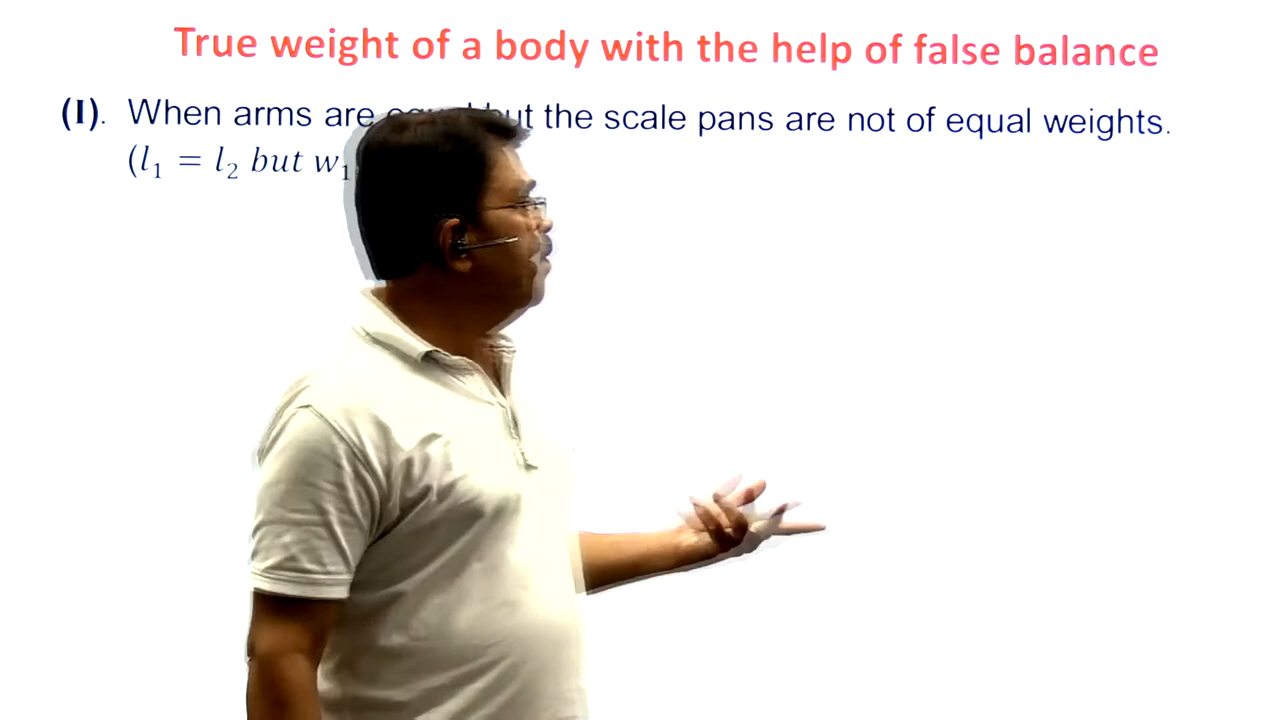 True weight of a body with the help of false balance
(I). When arms are but the scale pans are not of equal weights.
(l₁ = l₂ but w₁